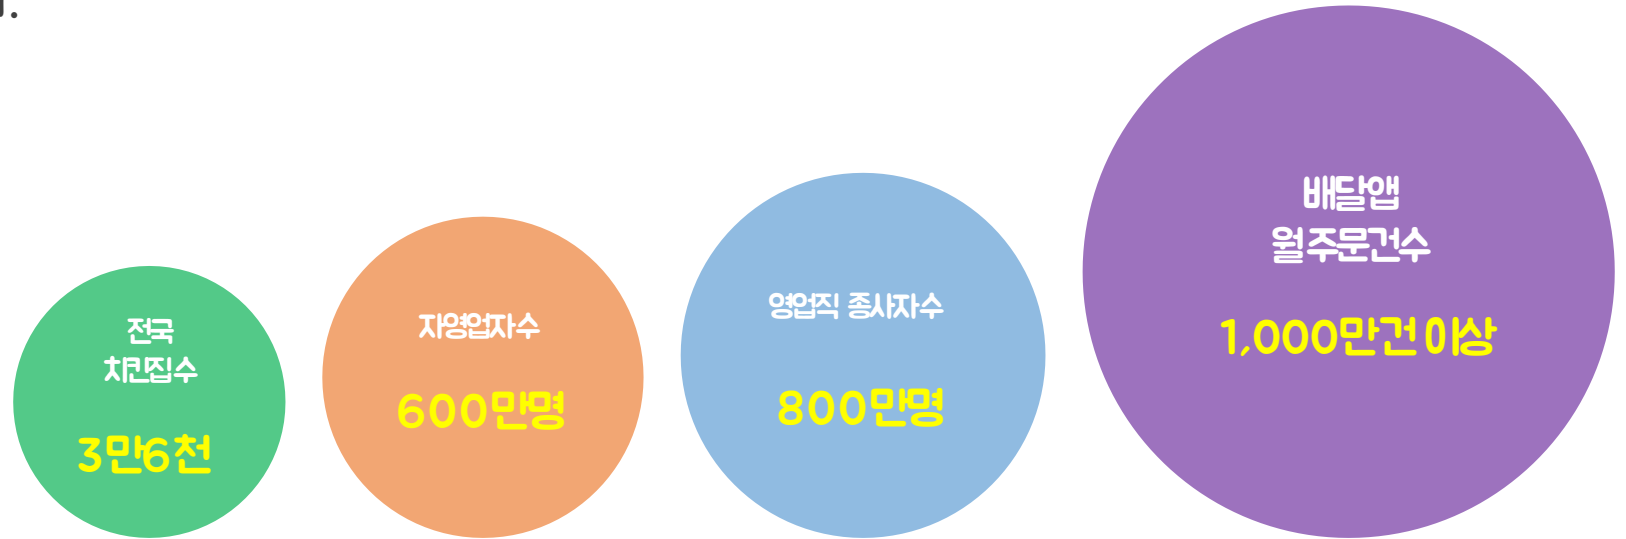 전국
치킨집수
3만6천
자영업자수
600만명
영업직 종사자수
800만명
배달앱
월주문건수
1,000만건 이상